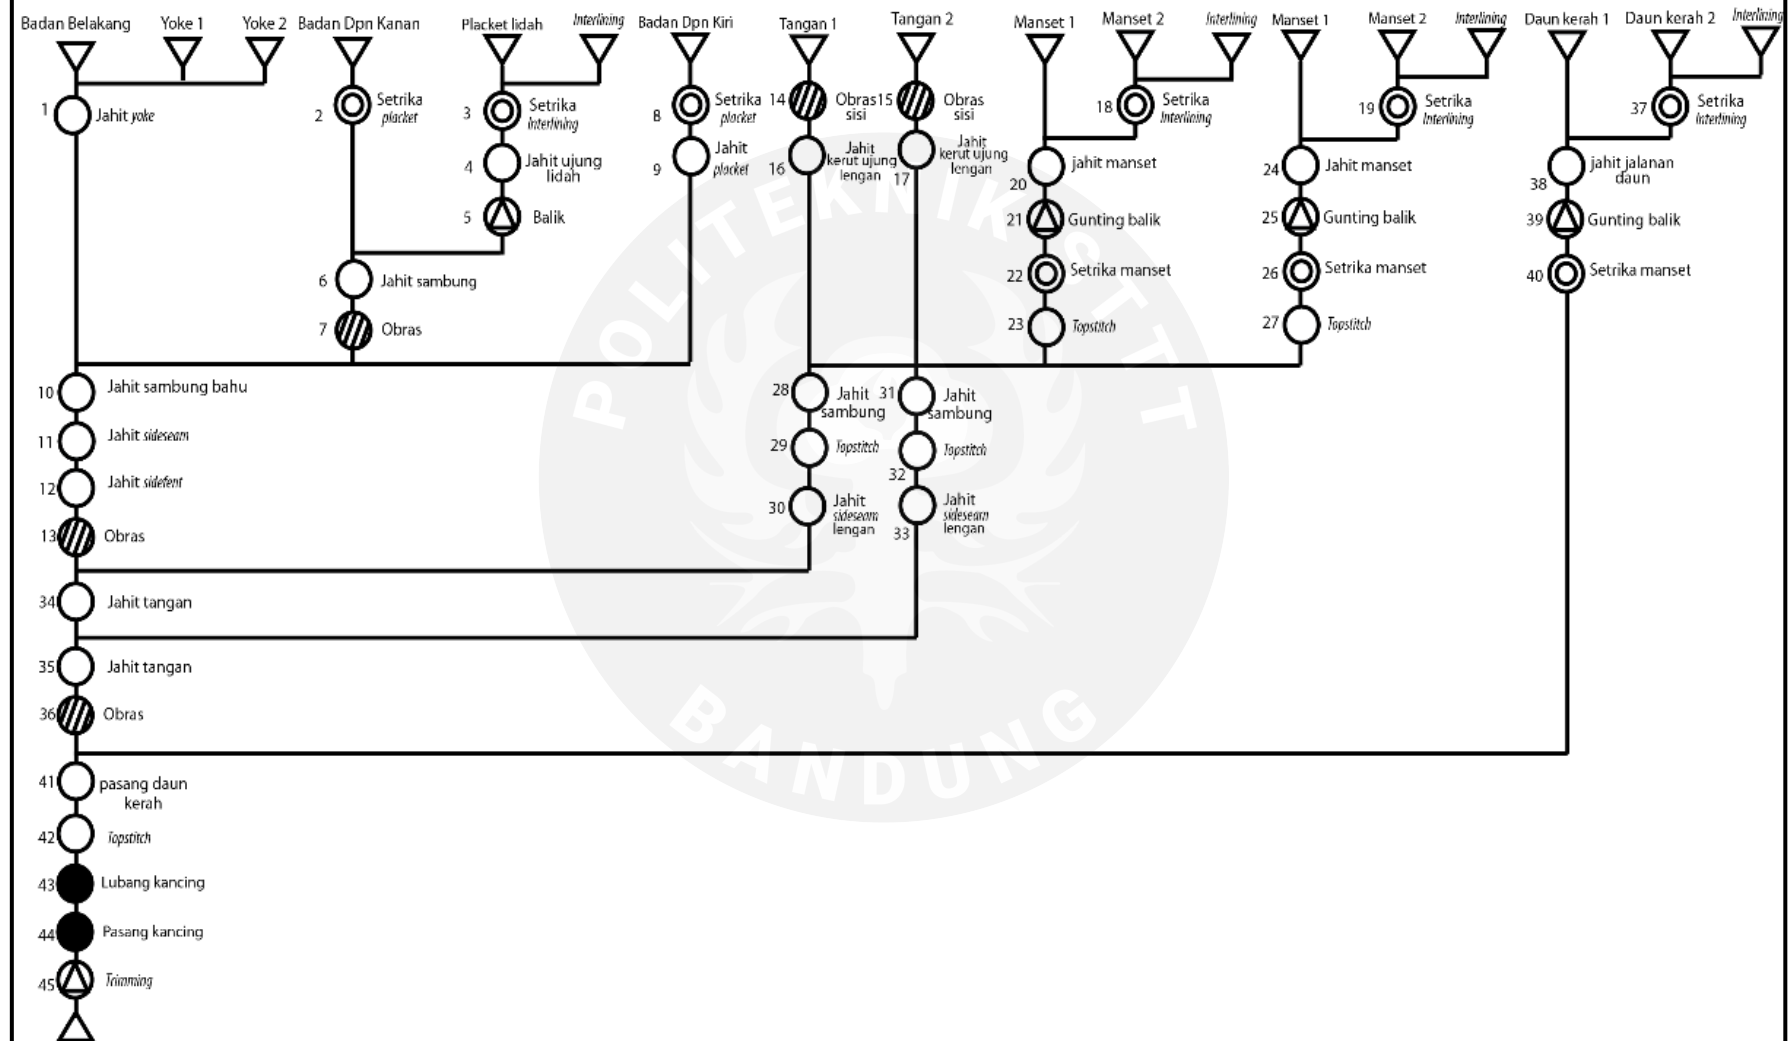 Badan Belakang
Yoke 1
Yoke 2
Badan Dpn Kanan
Placket lidah
Interlining
Badan Dpn Kiri
Tangan 1
Tangan 2
Manset 1
Manset 2
Interlining
Manset 1
Manset 2
Interlining
Daun kerah 1
Daun kerah 2
Interlining
1
Jahit yoke
2
Setrika
placket
3
Setrika
Interlining
4
Jahit ujung
lidah
5
Balik
6
Jahit sambung
7
Obras
8
Setrika
placket
9
Jahit
placket
14
Obras
sisi
15
Obras
sisi
16
Jahit
kerut ujung
lengan
17
Jahit
kerut ujung
lengan
18
Setrika
Interlining
19
Setrika
Interlining
37
Setrika
Interlining
20
jahit manset
21
Gunting balik
22
Setrika manset
23
Topstitch
24
Jahit manset
25
Gunting balik
26
Setrika manset
27
Topstitch
38
jahit jalanan
daun
39
Gunting balik
40
Setrika manset
10
Jahit sambung bahu
11
Jahit sideseam
12
Jahit sidefent
13
Obras
28
Jahit
sambung
29
Topstitch
30
Jahit
sideseam
lengan
31
Jahit
sambung
32
Topstitch
33
Jahit
sideseam
lengan
34
Jahit tangan
35
Jahit tangan
36
Obras
41
pasang daun
kerah
42
Topstitch
43
Lubang kancing
44
Pasang kancing
45
Trimming
POLITEKNIK STTT
BANDUNG